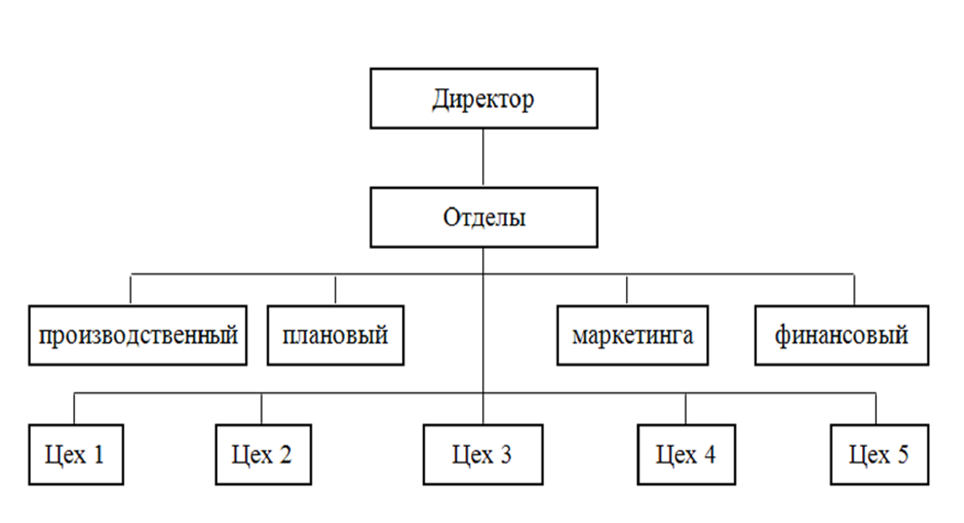 Директор
Отделы
производственный
плановый
маркетинга
финансовый
Цех 1
Цех 2
Цех 3
Цех 4
Цех 5